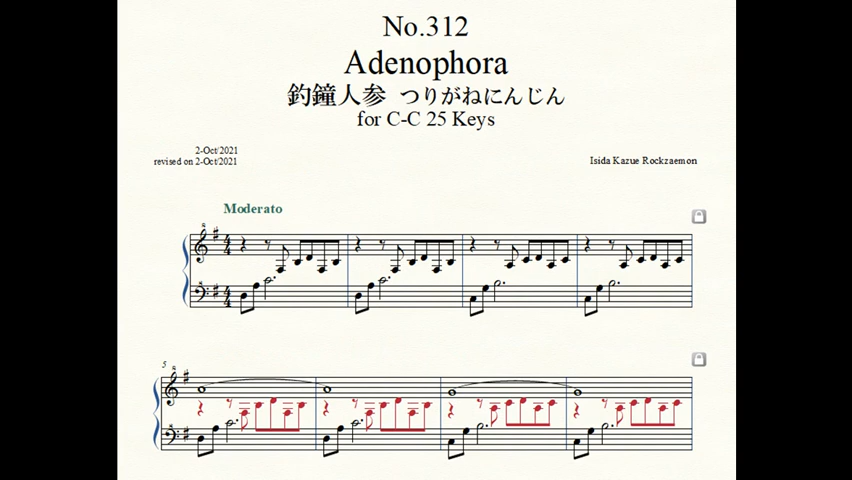 No.312
Adenophora
釣鐘人参 つりがねにんじん
for C-C 25 Keys
2-Oct/2021
revised on 2-Oct/2021
Isida Kazue Rockzaemon
Moderato
5